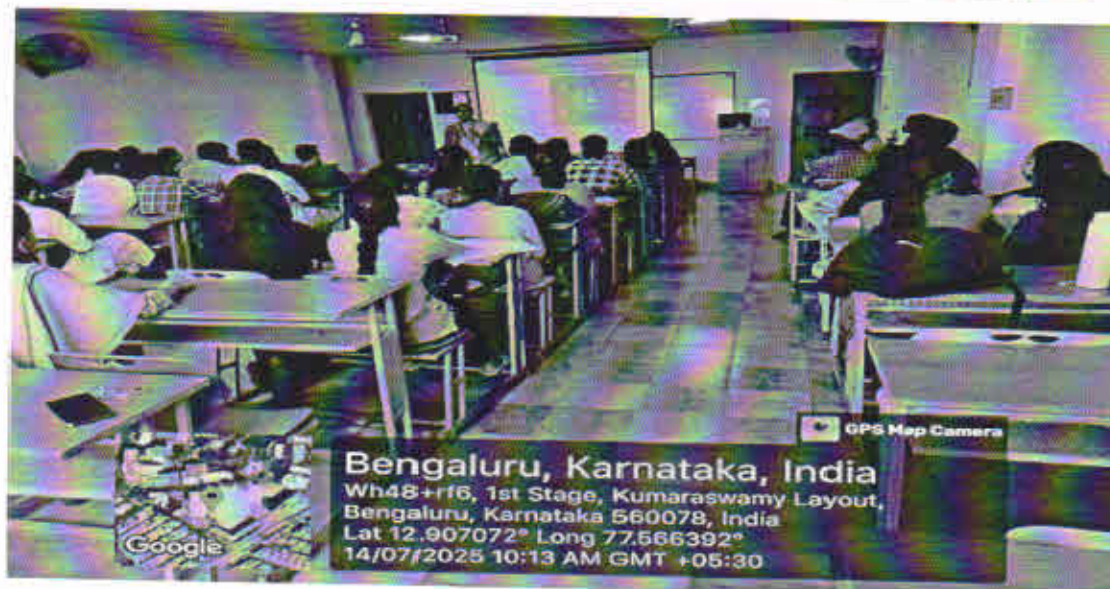 GPS Map Camera
Bengaluru, Karnataka, India
Wh48+rf6, 1st Stage, Kumaraswamy Layout,
Bengaluru, Karnataka 560078, India
Lat 12.907072° Long 77.566392°
14/07/2025 10:13 AM GMT +05:30
Google